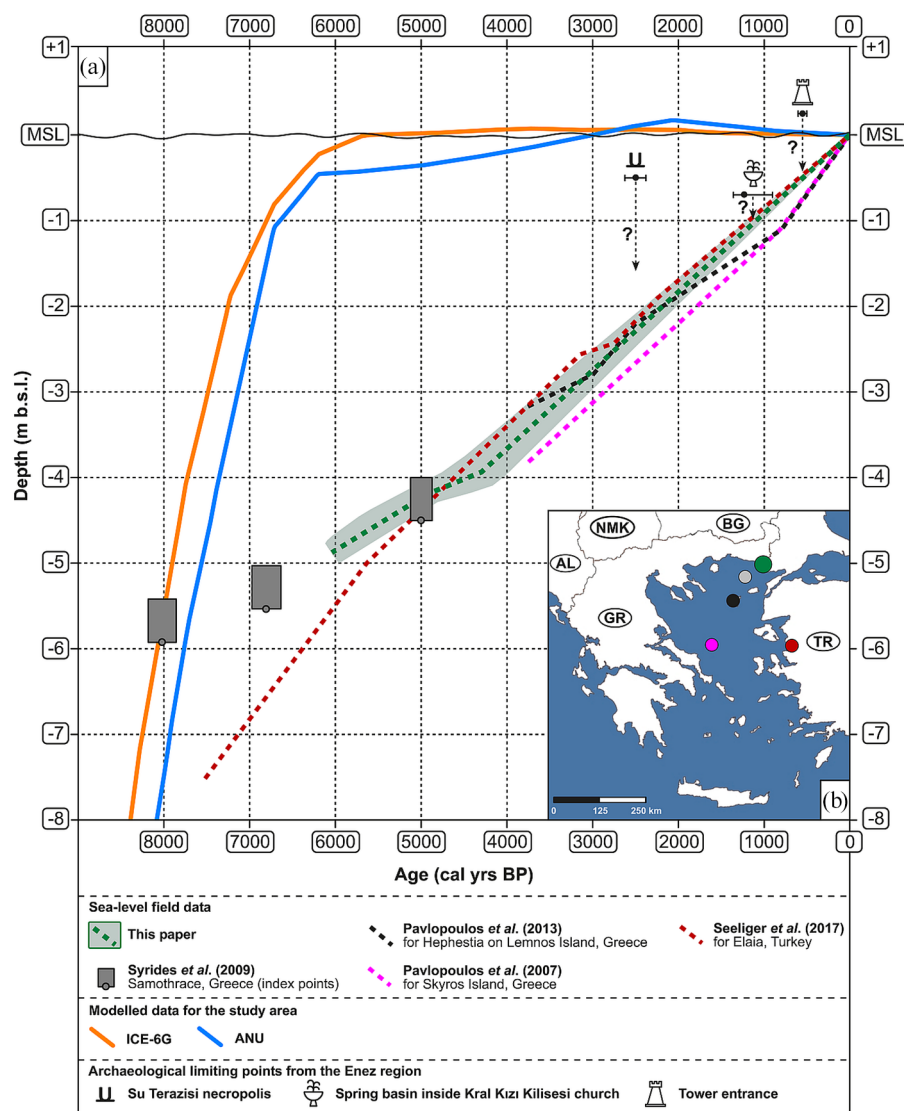 8000 7000 6000 5000 4000 3000 2000 1000 0
+1 +1
(a)
MSL MSL
? ? ?
-1 -1
-2 -2
-3 -3
-4 -4
-5 -5
-6 -6
-7 -7
-8 -8
Depth (m b.s.l.)
NMK BG
AL
GR TR
0 125 250 km
(b)
8000 7000 6000 5000 4000 3000 2000 1000 0
Age (cal yrs BP)
Sea-level field data
This paper
Pavlopoulos et al. (2013)
for Hephestia on Lemnos Island, Greece
Seeliger et al. (2017)
for Elaia, Turkey
Syrides et al. (2009)
Samothrace, Greece (index points)
Pavlopoulos et al. (2007)
for Skyros Island, Greece
Modelled data for the study area
ICE-6G ANU
Archaeological limiting points from the Enez region
Su Terazisi necropolis Spring basin inside Kral Kızı Kilisesi church Tower entrance